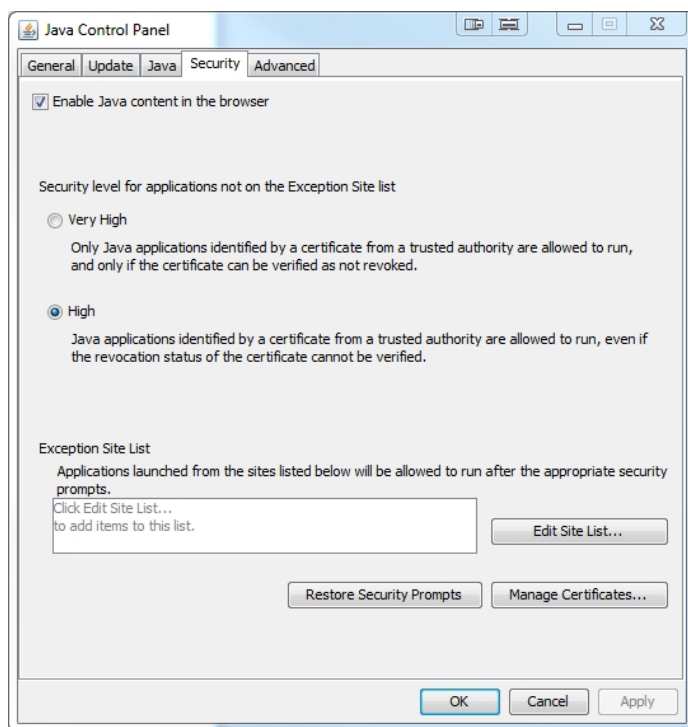 Java Control Panel
General Update Java Security Advanced
Enable Java content in the browser
Security level for applications not on the Exception Site list
Very High
Only Java applications identified by a certificate from a trusted authority are allowed to run,
and only if the certificate can be verified as not revoked.
High
Java applications identified by a certificate from a trusted authority are allowed to run, even if
the revocation status of the certificate cannot be verified.
Exception Site List
Applications launched from the sites listed below will be allowed to run after the appropriate security
prompts.
Click Edit Site List...
to add items to this list.
Edit Site List...
Restore Security Prompts Manage Certificates...
OK Cancel Apply